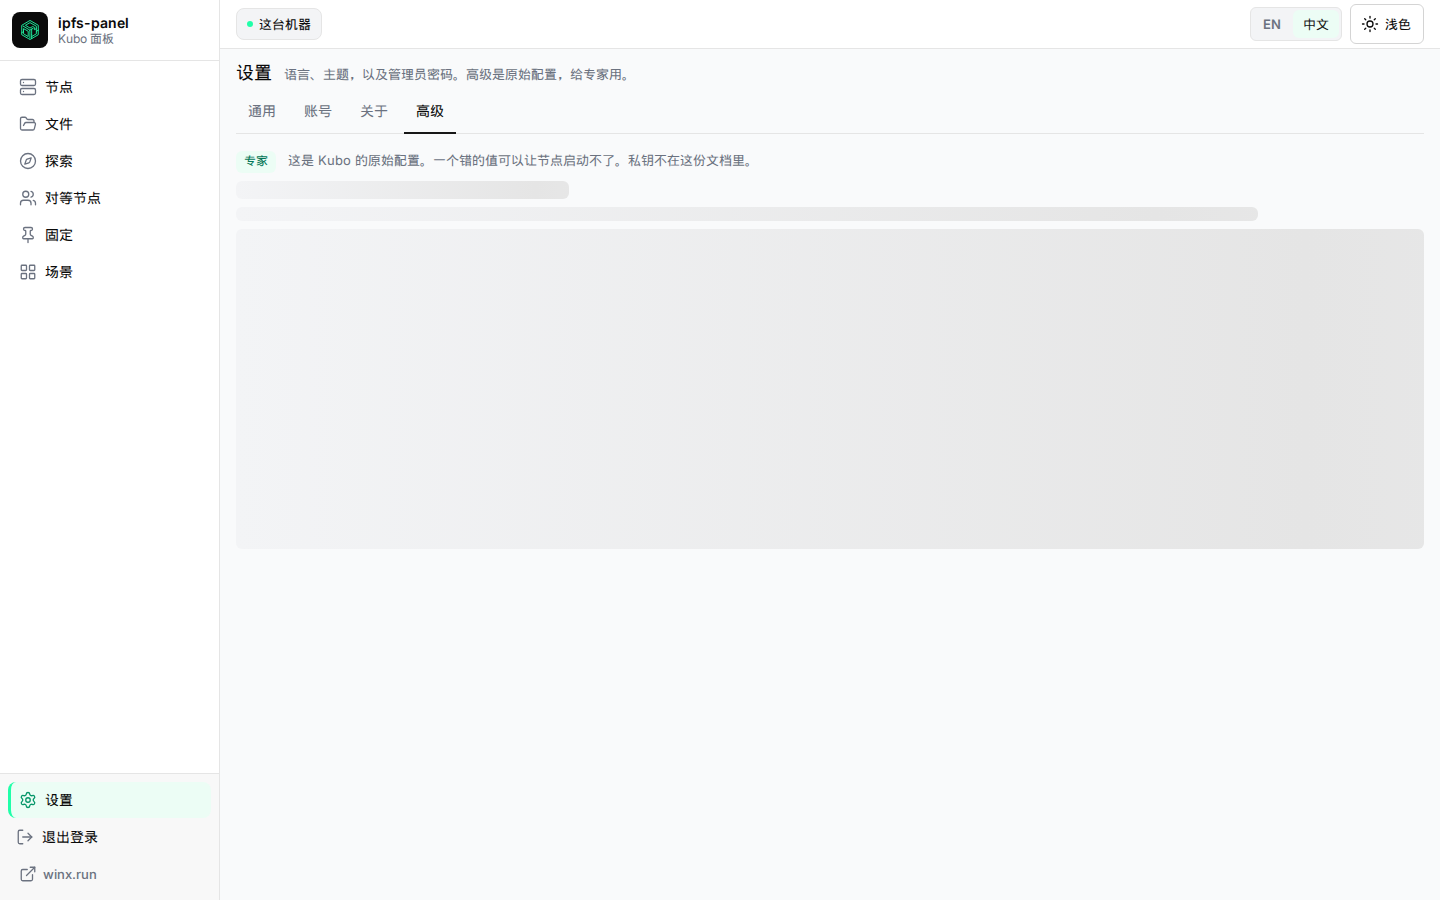 ipfs-panel
Kubo 面板
节点
文件
探索
对等节点
固定
场景
设置
退出登录
winx.run
这台机器
EN
中文
浅色
设置
语言、主题，以及管理员密码。高级是原始配置，给专家用。
通用
账号
关于
高级
专家
这是 Kubo 的原始配置。一个错的值可以让节点启动不了。私钥不在这份文档里。